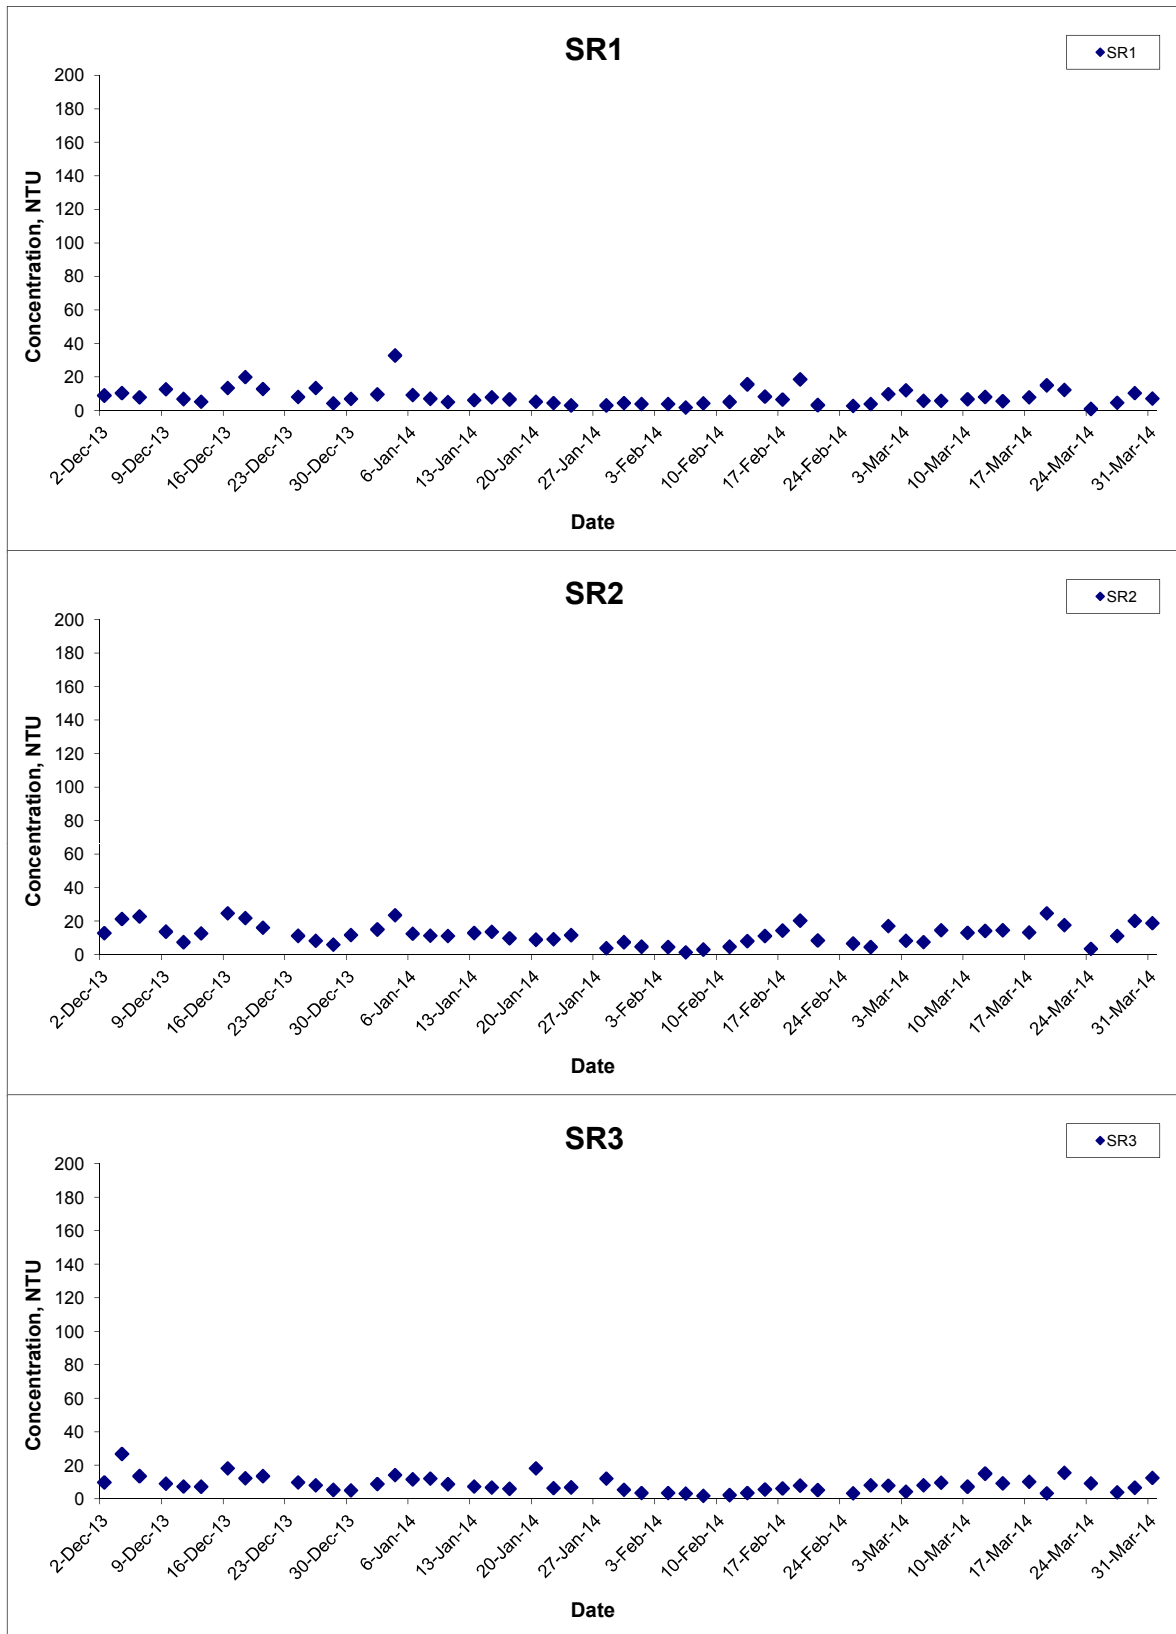 SR1
SR1
200
180
160
140
120
100
80
60
40
20
0
Concentration, NTU
2-Dec-13
9-Dec-13
16-Dec-13
23-Dec-13
30-Dec-13
6-Jan-14
13-Jan-14
20-Jan-14
27-Jan-14
3-Feb-14
10-Feb-14
17-Feb-14
24-Feb-14
3-Mar-14
10-Mar-14
17-Mar-14
24-Mar-14
31-Mar-14
Date
SR2
SR2
200
180
160
140
120
100
80
60
40
20
0
Concentration, NTU
2-Dec-13
9-Dec-13
16-Dec-13
23-Dec-13
30-Dec-13
6-Jan-14
13-Jan-14
20-Jan-14
27-Jan-14
3-Feb-14
10-Feb-14
17-Feb-14
24-Feb-14
3-Mar-14
10-Mar-14
17-Mar-14
24-Mar-14
31-Mar-14
Date
SR3
SR3
200
180
160
140
120
100
80
60
40
20
0
Concentration, NTU
2-Dec-13
9-Dec-13
16-Dec-13
23-Dec-13
30-Dec-13
6-Jan-14
13-Jan-14
20-Jan-14
27-Jan-14
3-Feb-14
10-Feb-14
17-Feb-14
24-Feb-14
3-Mar-14
10-Mar-14
17-Mar-14
24-Mar-14
31-Mar-14
Date